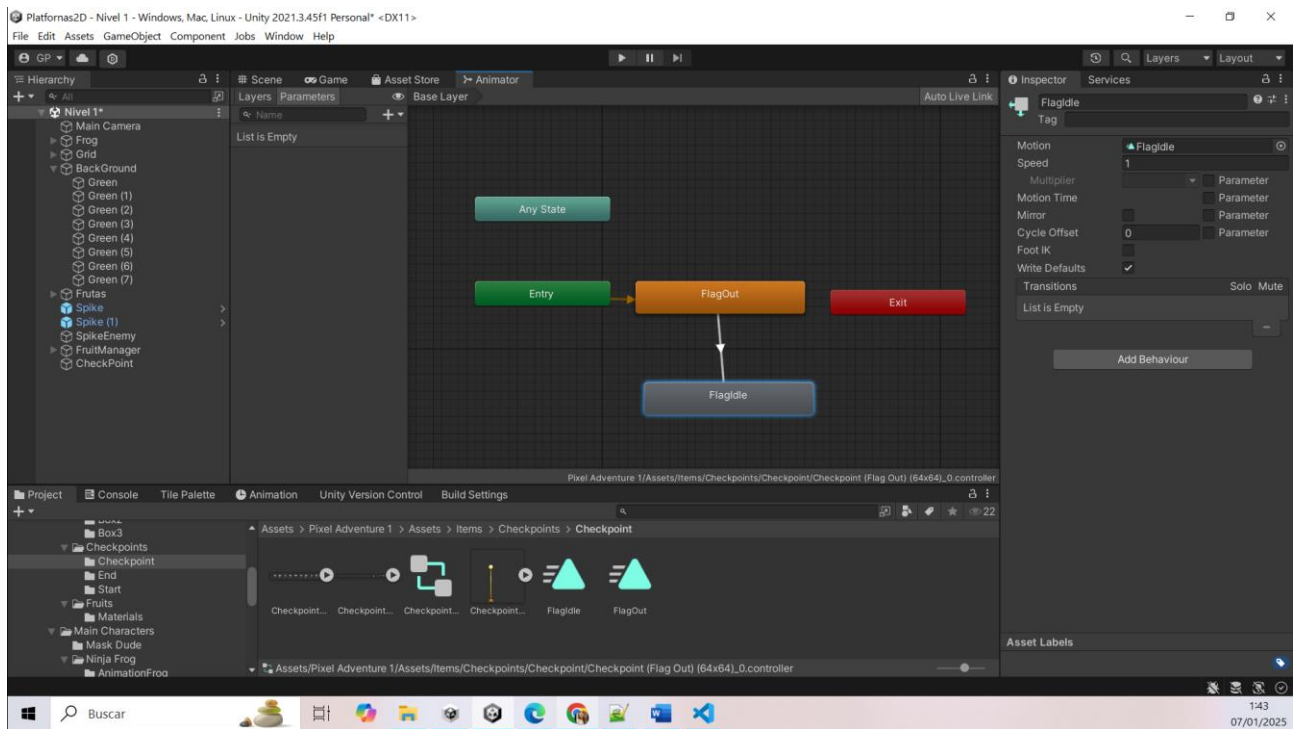 Platfornas2D - Nivel 1 - Windows, Mac, Linux - Unity 2021.3.45f1 Personal* <DX11>
File Edit Assets GameObject Component Jobs Window Help
GP Layers Layout
Hierarchy
All
Nivel 1*
Main Camera
Frog
Grid
BackGround
Green
Green (1)
Green (2)
Green (3)
Green (4)
Green (5)
Green (6)
Green (7)
Frutas
Spike
Spike (1)
SpikeEnemy
FruitManager
CheckPoint
Scene Game Asset Store Animator
Layers Parameters Base Layer Auto Live Link
Name
List is Empty
Any State
Entry FlagOut Exit
FlagIdle
Pixel Adventure 1/Assets/Items/Checkpoints/Checkpoint/Checkpoint (Flag Out) (64x64)_0.controller
Inspector Services
FlagIdle
Tag
Motion FlagIdle
Speed 1
Multiplier Parameter
Motion Time Parameter
Mirror Parameter
Cycle Offset 0 Parameter
Foot IK
Write Defaults
Transitions Solo Mute
List is Empty
Add Behaviour
Asset Labels
Project Console Tile Palette Animation Unity Version Control Build Settings
22
Box3
Checkpoints
Checkpoint
End
Start
Fruits
Materials
Main Characters
Mask Dude
Ninja Frog
AnimationFrog
Assets > Pixel Adventure 1 > Assets > Items > Checkpoints > Checkpoint
Checkpoint... Checkpoint... Checkpoint... Checkpoint... FlagIdle FlagOut
Assets/Pixel Adventure 1/Assets/Items/Checkpoints/Checkpoint/Checkpoint (Flag Out) (64x64)_0.controller
Buscar
1:43
07/01/2025